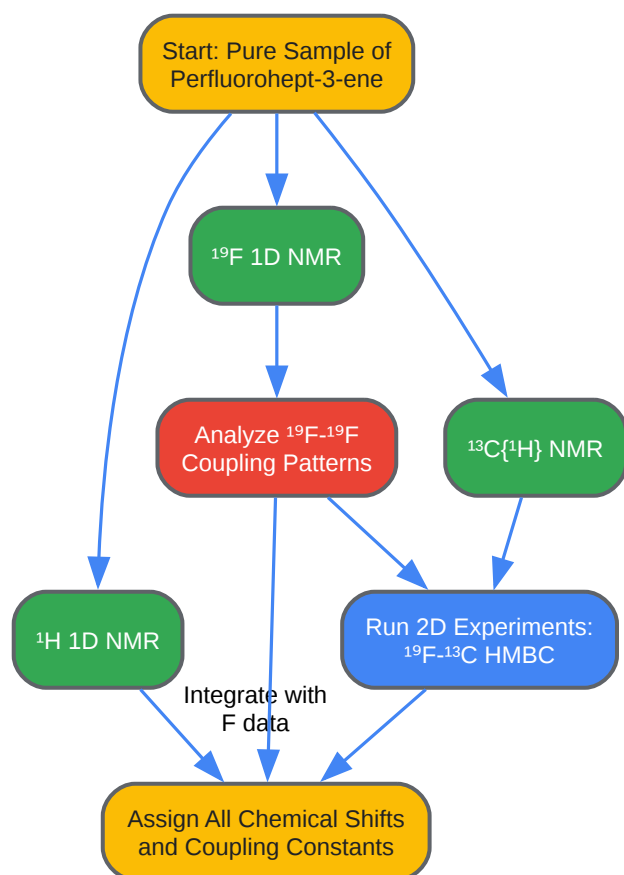 Start: Pure Sample of
Perfluorohept-3-ene
¹⁹F 1D NMR
Analyze ¹⁹F-¹⁹F
Coupling Patterns
¹³C{¹H} NMR
¹H 1D NMR
Run 2D Experiments:
¹⁹F-¹³C HMBC
Integrate with
F data
Assign All Chemical Shifts
and Coupling Constants